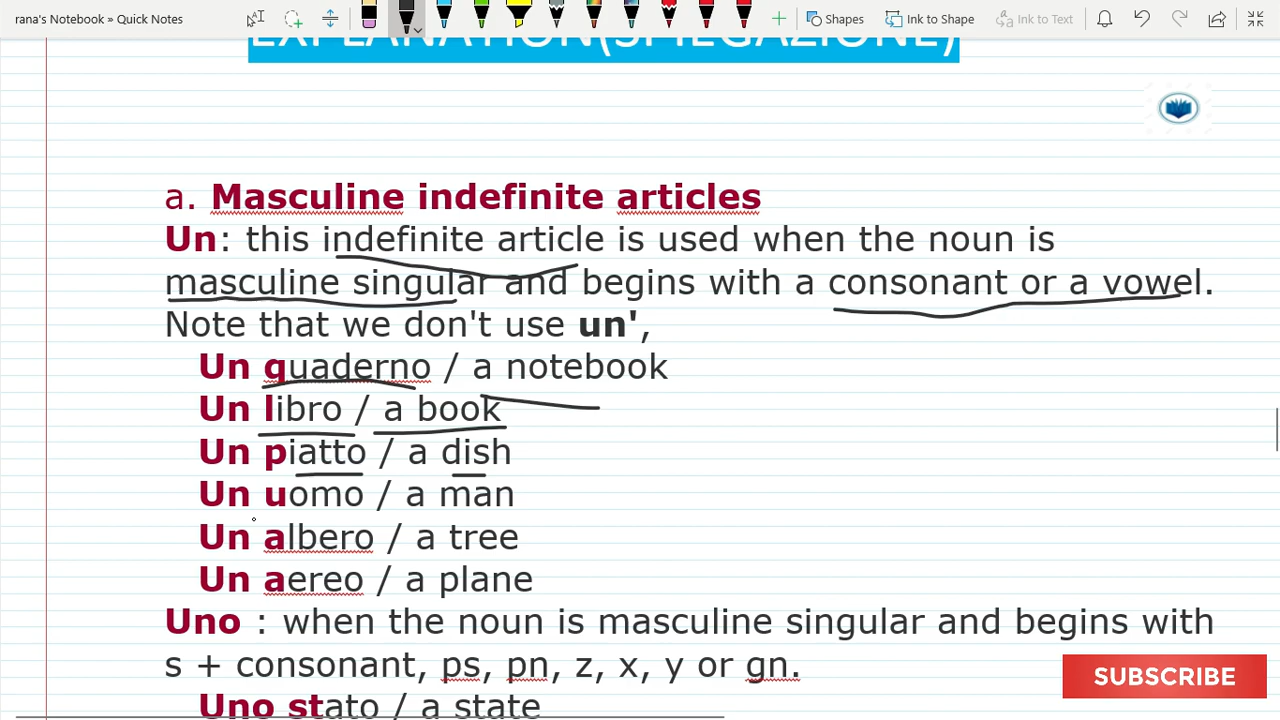 rana's Notebook » Quick Notes
Shapes
Ink to Shape
Ink to Text
EXPLANATION(SPIEGAZIONE)
a. Masculine indefinite articles
Un: this indefinite article is used when the noun is
masculine singular and begins with a consonant or a vowel.
Note that we don't use un',
Un quaderno / a notebook
Un libro / a book
Un piatto / a dish
Un uomo / a man
Un albero / a tree
Un aereo / a plane
Uno : when the noun is masculine singular and begins with
s + consonant, ps, pn, z, x, y or gn.
Uno stato / a state
SUBSCRIBE